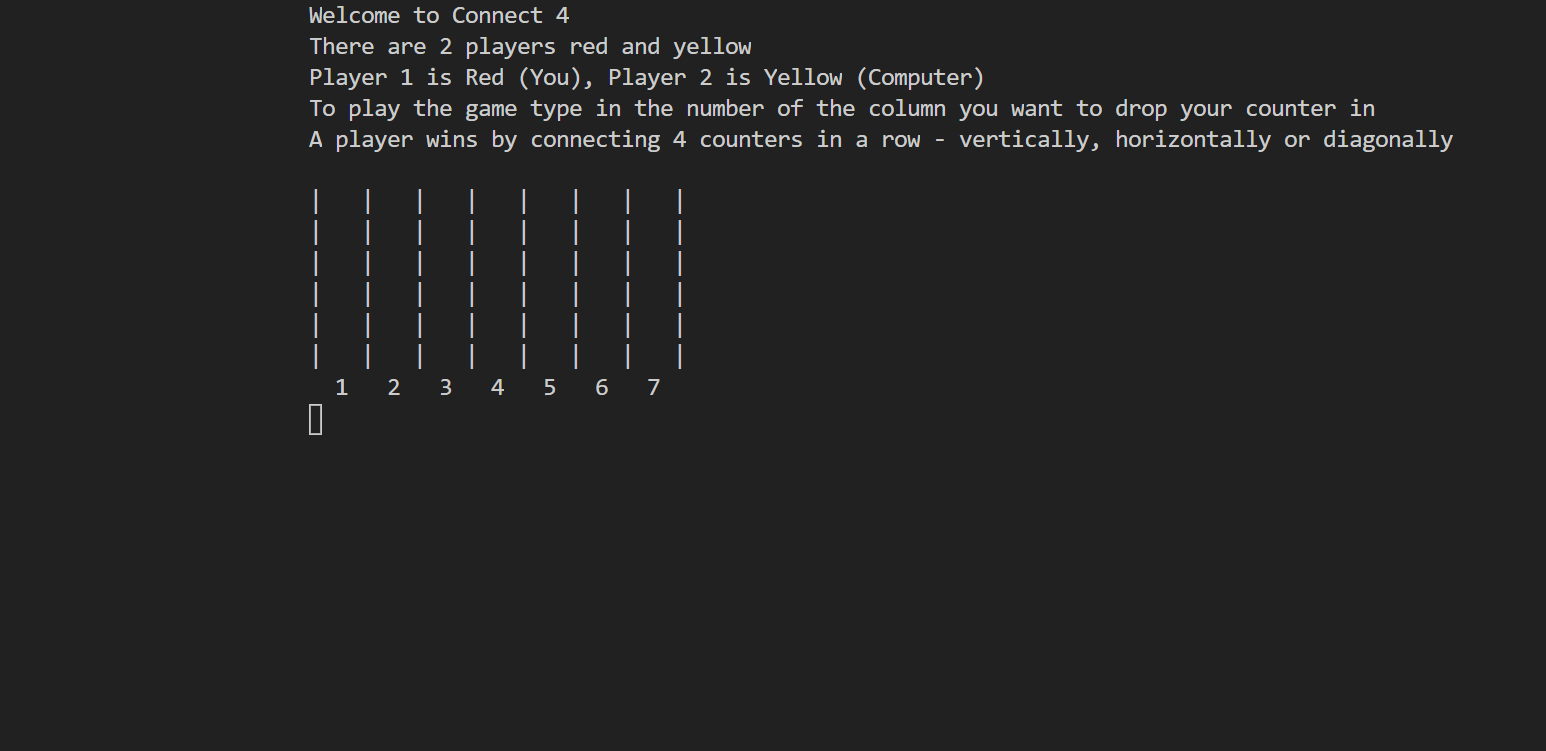 Welcome to Connect 4
There are 2 players red and yellow
Player 1 is Red (You), Player 2 is Yellow (Computer)
To play the game type in the number of the column you want to drop your counter in
A player wins by connecting 4 counters in a row - vertically, horizontally or diagonally
|   |   |   |   |   |   |   |
|   |   |   |   |   |   |   |
|   |   |   |   |   |   |   |
|   |   |   |   |   |   |   |
|   |   |   |   |   |   |   |
|   |   |   |   |   |   |   |
  1   2   3   4   5   6   7